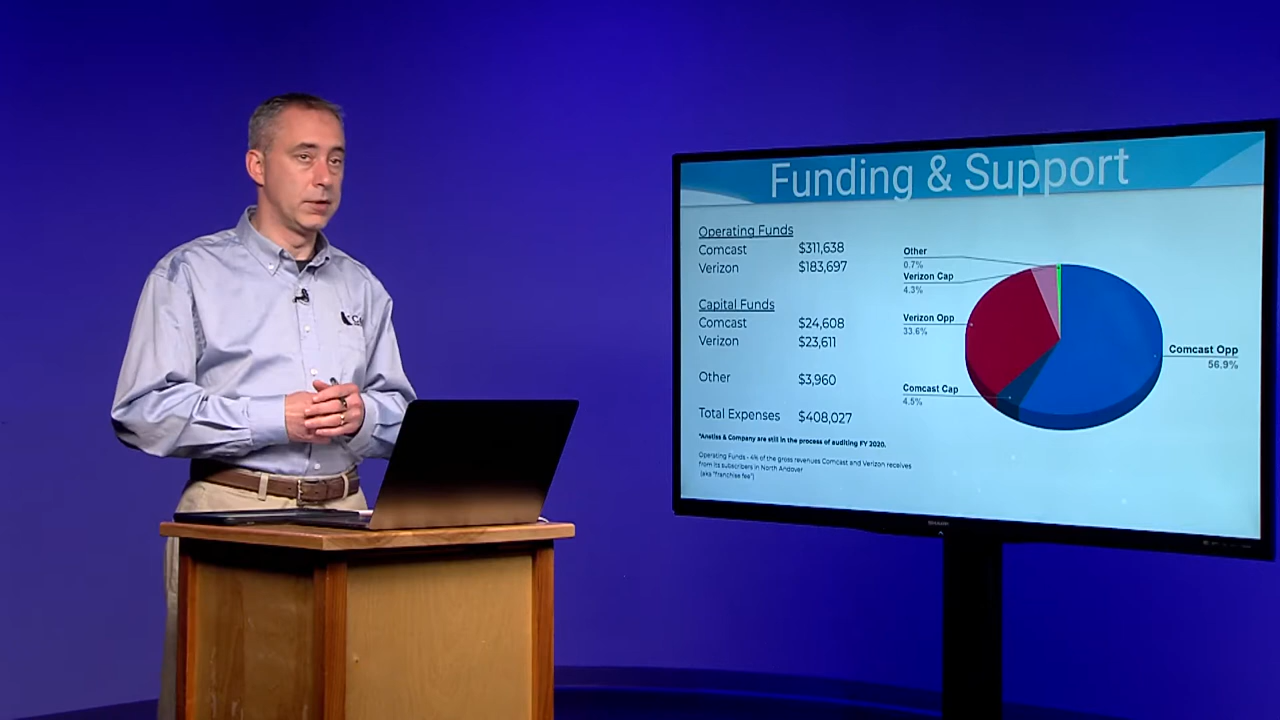 Funding & Support
Operating Funds
Comcast $311,638
Verizon $183,697
Capital Funds
Comcast $24,608
Verizon $23,611
Other $3,960
Total Expenses $408,027
*Anstiss & Company are still in the process of auditing FY 2020.
Operating Funds - 4% of the gross revenues Comcast and Verizon receives
from its subscribers in North Andover
(aka "franchise fee")
Other
0.7%
Verizon Cap
4.3%
Verizon Opp
33.6%
Comcast Cap
4.5%
Comcast Opp
56.9%
SHARP